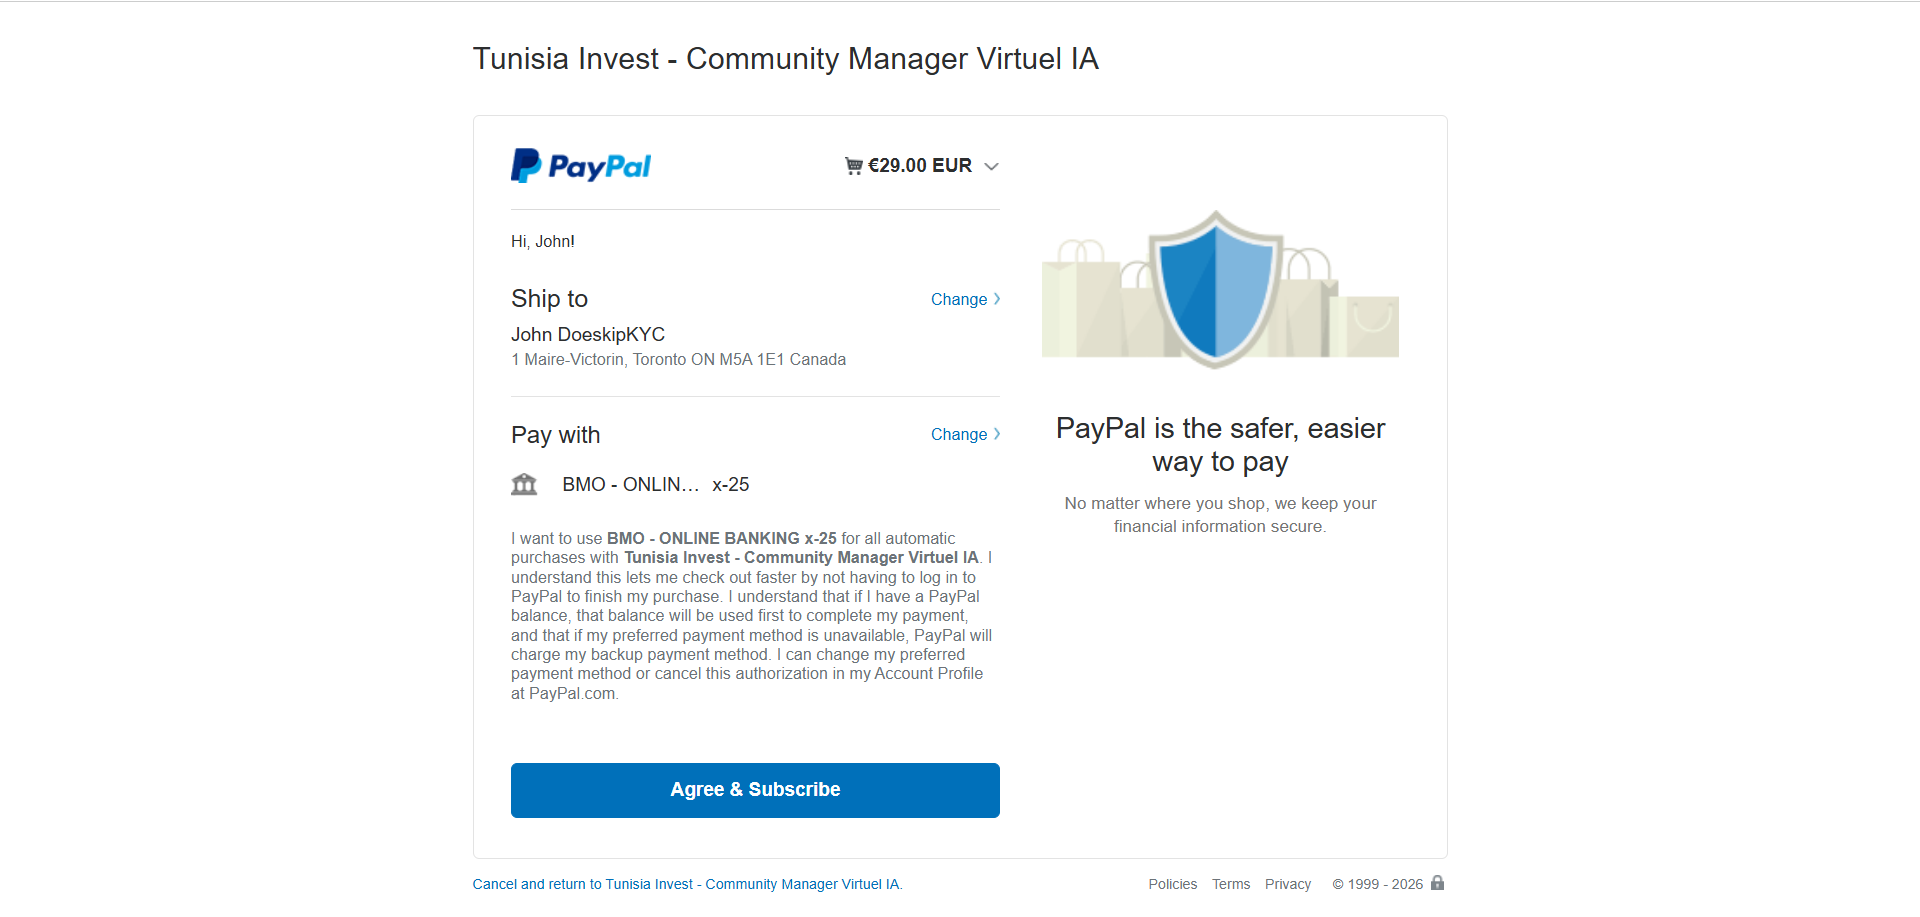 Tunisia Invest - Community Manager Virtuel IA
PayPal
€29.00 EUR
Hi, John!
Ship to
Change
John DoeskipKYC
1 Maire-Victorin, Toronto ON M5A 1E1 Canada
Pay with
Change
BMO - ONLIN… x-25
I want to use BMO - ONLINE BANKING x-25 for all automatic
purchases with Tunisia Invest - Community Manager Virtuel IA. I
understand this lets me check out faster by not having to log in to
PayPal to finish my purchase. I understand that if I have a PayPal
balance, that balance will be used first to complete my payment,
and that if my preferred payment method is unavailable, PayPal will
charge my backup payment method. I can change my preferred
payment method or cancel this authorization in my Account Profile
at PayPal.com.
Agree & Subscribe
PayPal is the safer, easier
way to pay
No matter where you shop, we keep your
financial information secure.
Cancel and return to Tunisia Invest - Community Manager Virtuel IA.
Policies Terms Privacy © 1999 - 2026